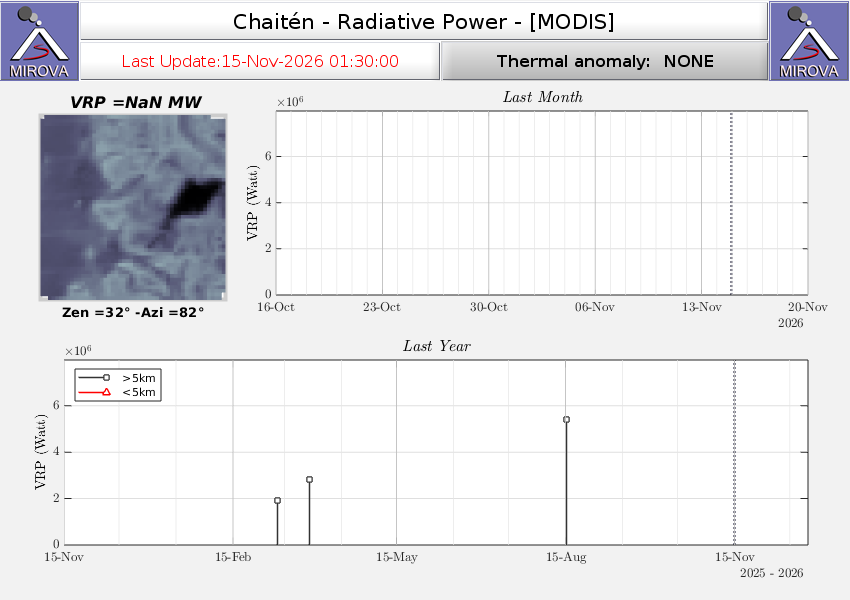 Chaitén - Radiative Power - [MODIS]
MIROVA
MIROVA
Last Update:15-Nov-2026 01:30:00
Thermal anomaly: NONE
VRP =NaN MW
Zen =32° -Azi =82°
Last Month
×10⁶
VRP (Watt)
6
4
2
0
16-Oct
23-Oct
30-Oct
06-Nov
13-Nov
20-Nov
2026
Last Year
×10⁶
VRP (Watt)
>5km
<5km
6
4
2
0
15-Nov
15-Feb
15-May
15-Aug
15-Nov
2025 - 2026